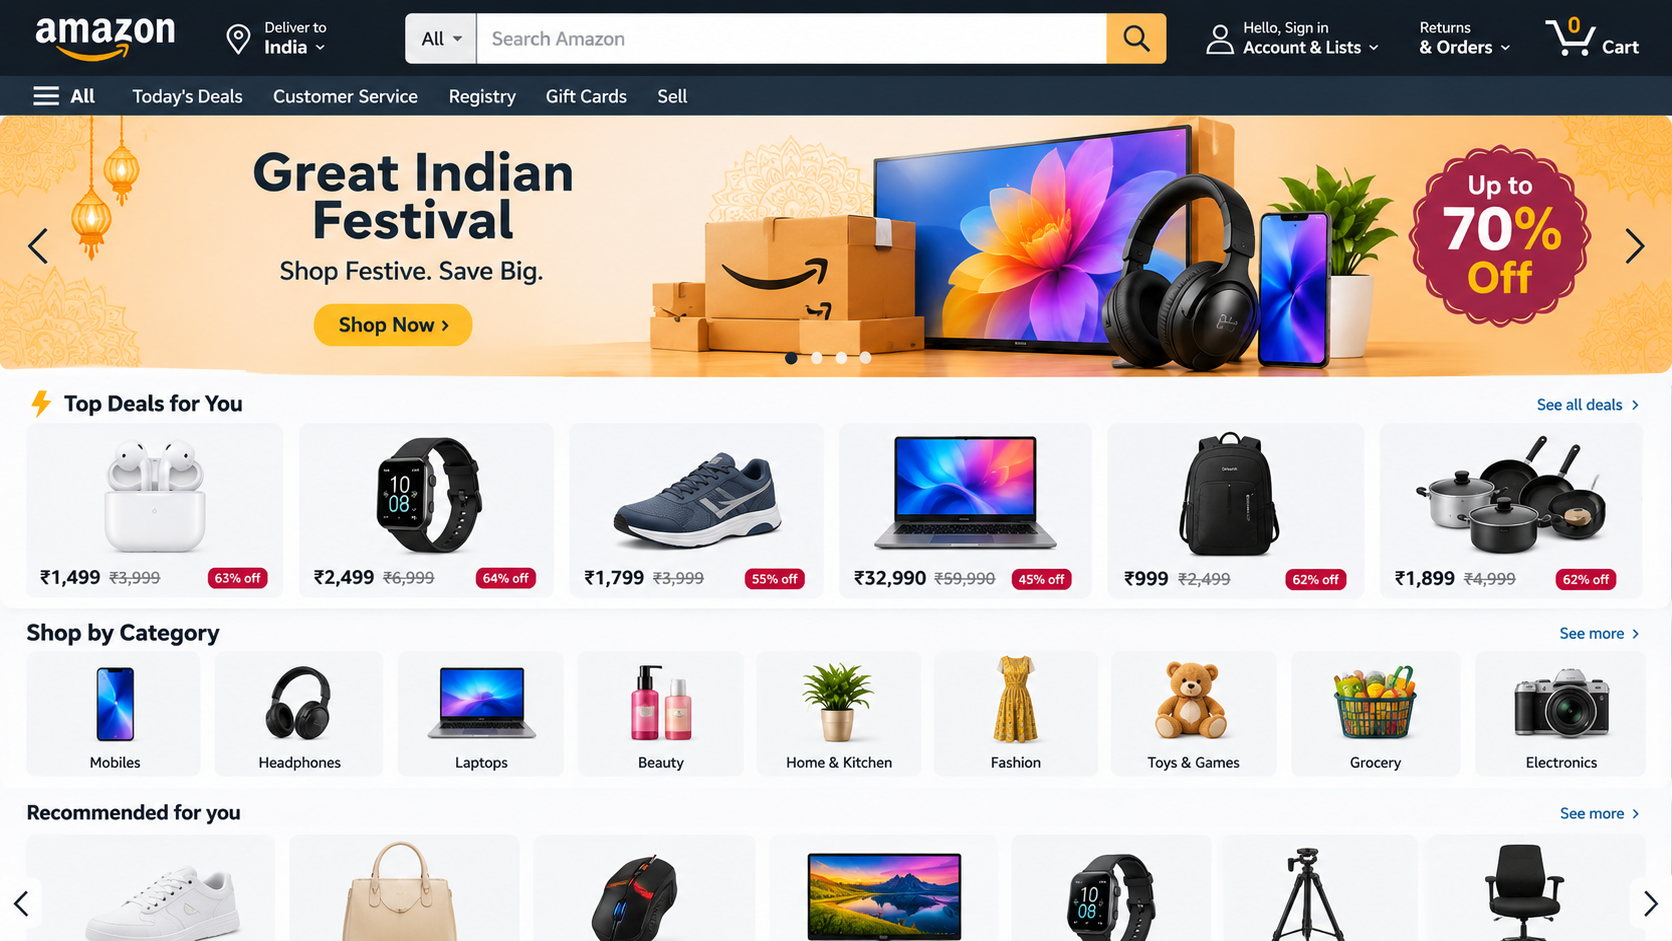 amazon
Deliver to
India
All
Search Amazon
Hello, Sign in
Account & Lists
Returns
& Orders
0
Cart
All
Today's Deals
Customer Service
Registry
Gift Cards
Sell
Great Indian
Festival
Shop Festive. Save Big.
Shop Now ›
Up to
70%
Off
Top Deals for You
See all deals
10
08
₹1,499 ₹3,999 63% off
₹2,499 ₹6,999 64% off
₹1,799 ₹3,999 55% off
₹32,990 ₹59,990 45% off
₹999 ₹2,499 62% off
₹1,899 ₹4,999 62% off
Shop by Category
See more
Mobiles
Headphones
Laptops
Beauty
Home & Kitchen
Fashion
Toys & Games
Grocery
Electronics
Recommended for you
See more
10
08